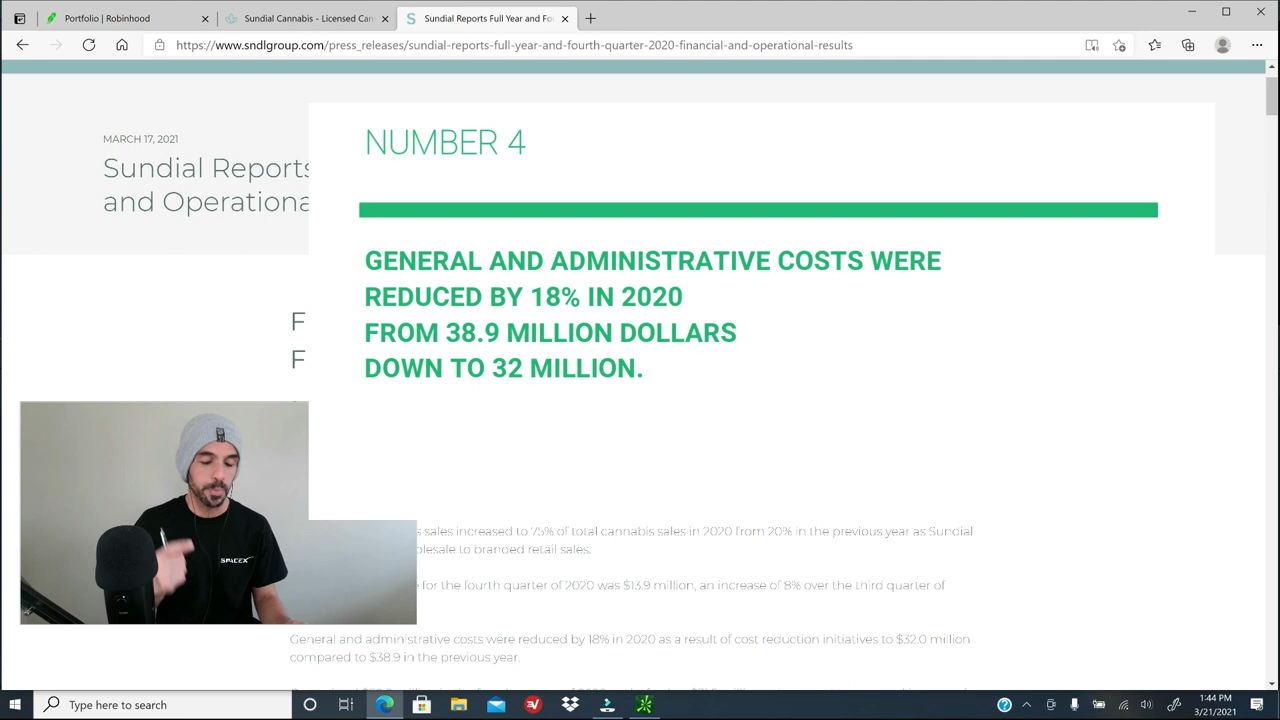 Portfolio | Robinhood
Sundial Cannabis - Licensed Can
Sundial Reports Full Year and Fo
https://www.sndlgroup.com/press_releases/sundial-reports-full-year-and-fourth-quarter-2020-financial-and-operational-results
MARCH 17, 2021
Sundial Reports
and Operationa
NUMBER 4
GENERAL AND ADMINISTRATIVE COSTS WERE
REDUCED BY 18% IN 2020
FROM 38.9 MILLION DOLLARS
DOWN TO 32 MILLION.
F
F
SPACEX
sales increased to 75% of total cannabis sales in 2020 from 20% in the previous year as Sundial
to branded retail sales.
for the fourth quarter of 2020 was $13.9 million, an increase of 8% over the third quarter of
General and administrative costs were reduced by 18% in 2020 as a result of cost reduction initiatives to $32.0 million
compared to $38.9 in the previous year.
Type here to search
1:44 PM
3/21/2021